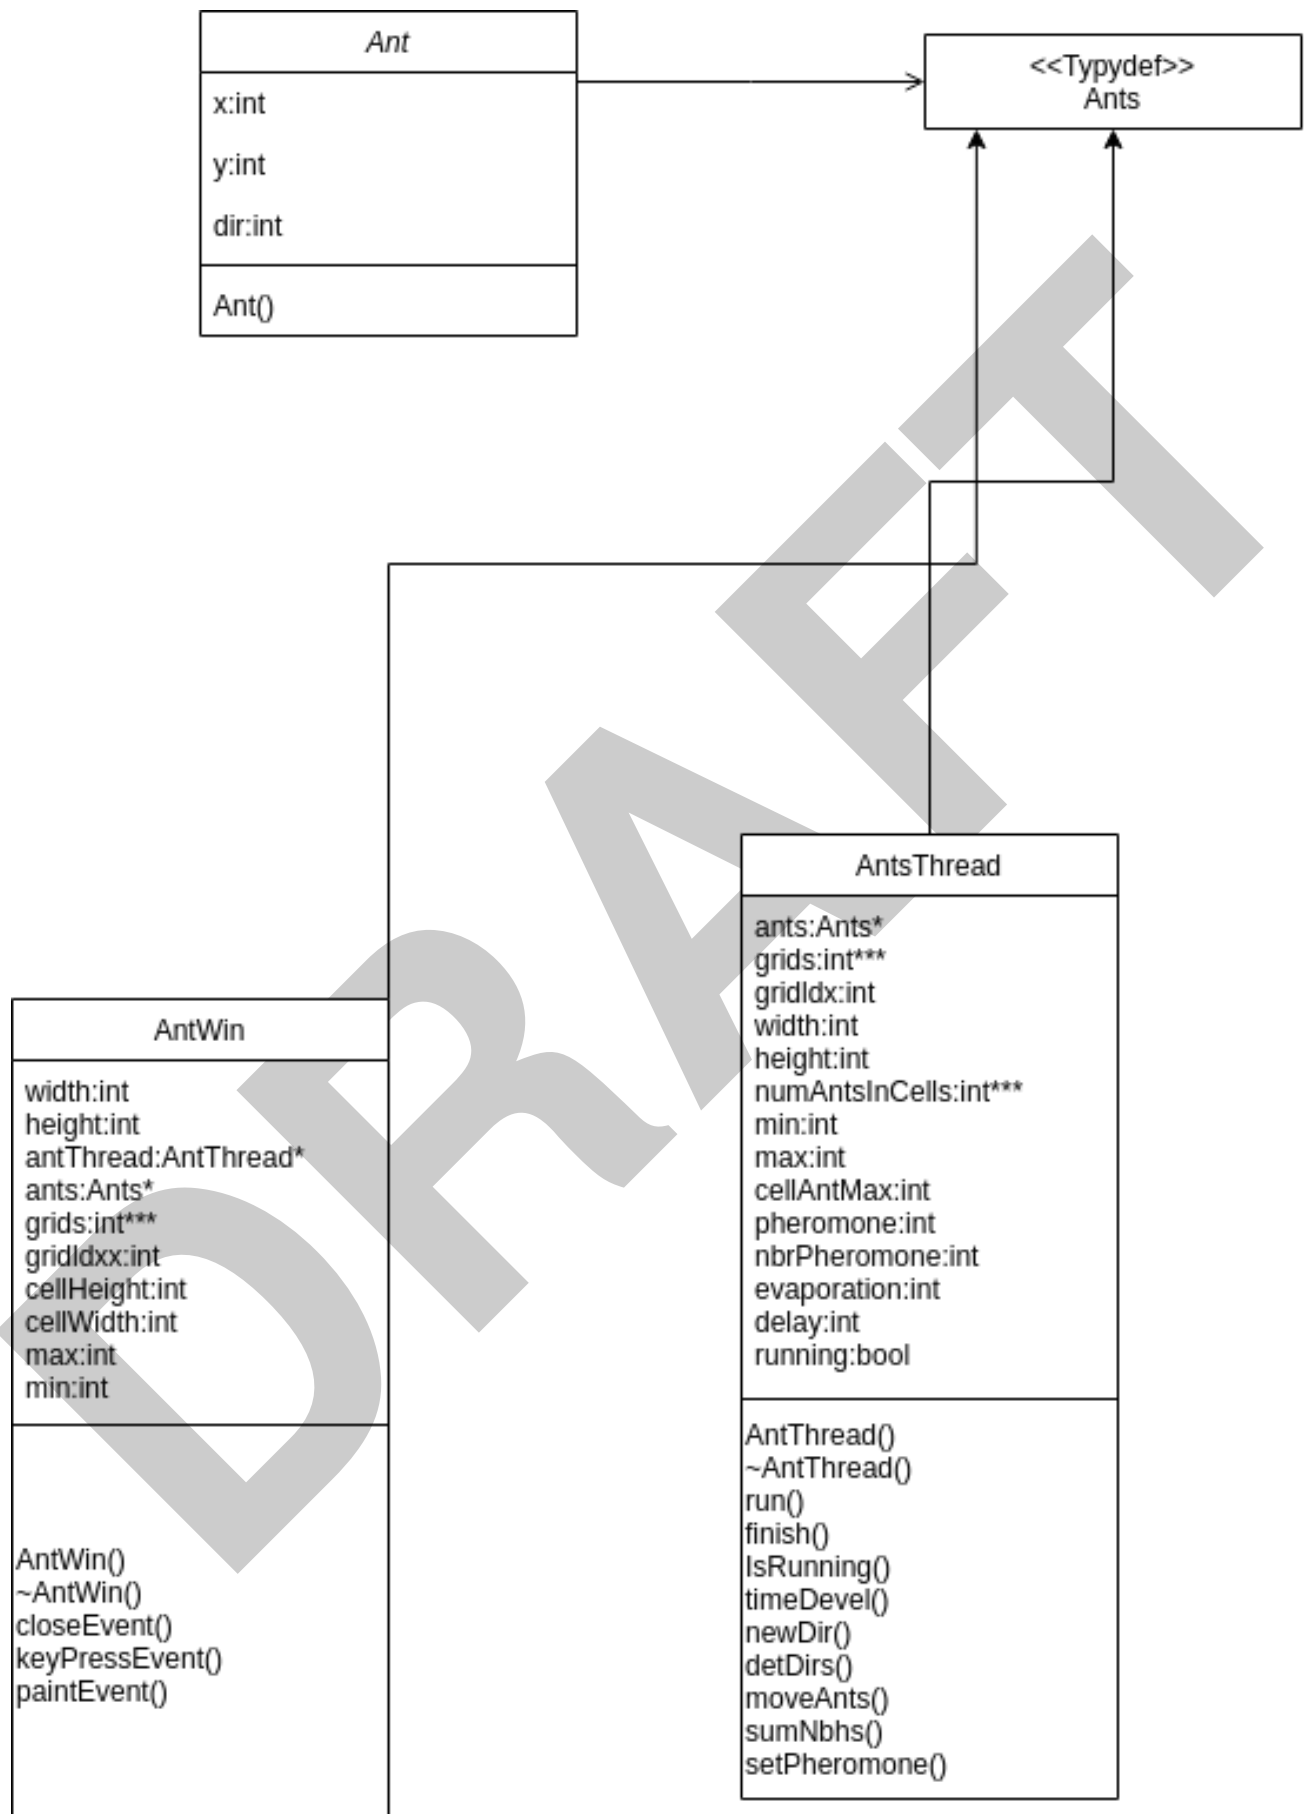 Ant
x:int
y:int
dir:int
Ant()
<<Typydef>>
Ants
DRAFT
AntWin
width:int
height:int
antThread:AntThread*
ants:Ants*
grids:int***
gridIdxx:int
cellHeight:int
cellWidth:int
max:int
min:int
AntWin()
~AntWin()
closeEvent()
keyPressEvent()
paintEvent()
AntsThread
ants:Ants*
grids:int***
gridIdx:int
width:int
height:int
numAntsInCells:int***
min:int
max:int
cellAntMax:int
pheromone:int
nbrPheromone:int
evaporation:int
delay:int
running:bool
AntThread()
~AntThread()
run()
finish()
IsRunning()
timeDevel()
newDir()
detDirs()
moveAnts()
sumNbhs()
setPheromone()